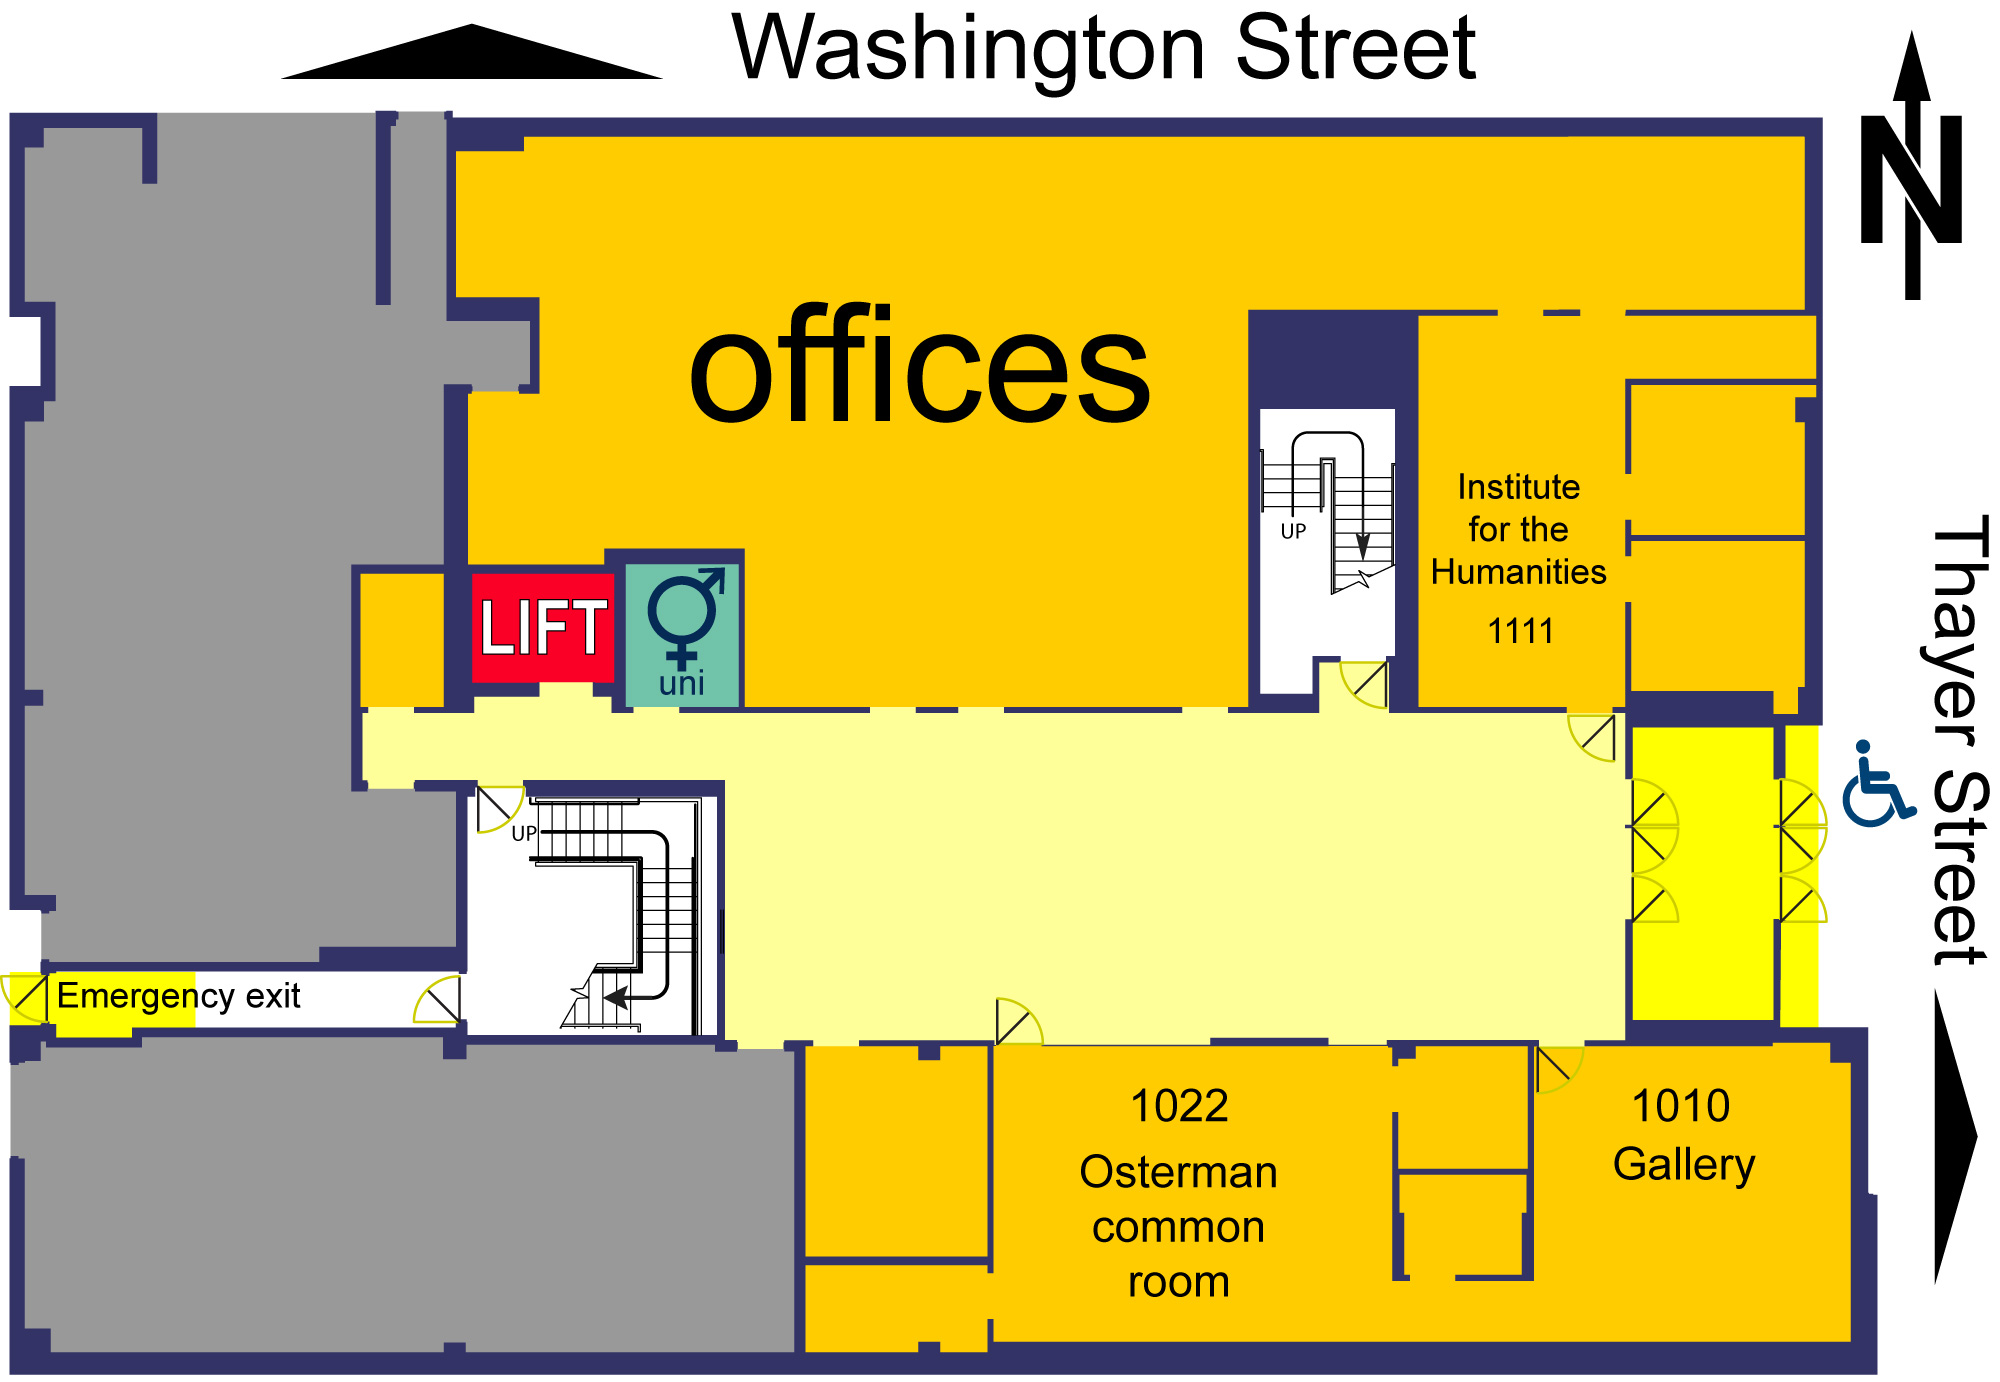 Washington Street
N
offices
Institute
for the
Humanities
1111
UP
LIFT
uni
Thayer Street
UP
Emergency exit
1022
Osterman
common
room
1010
Gallery